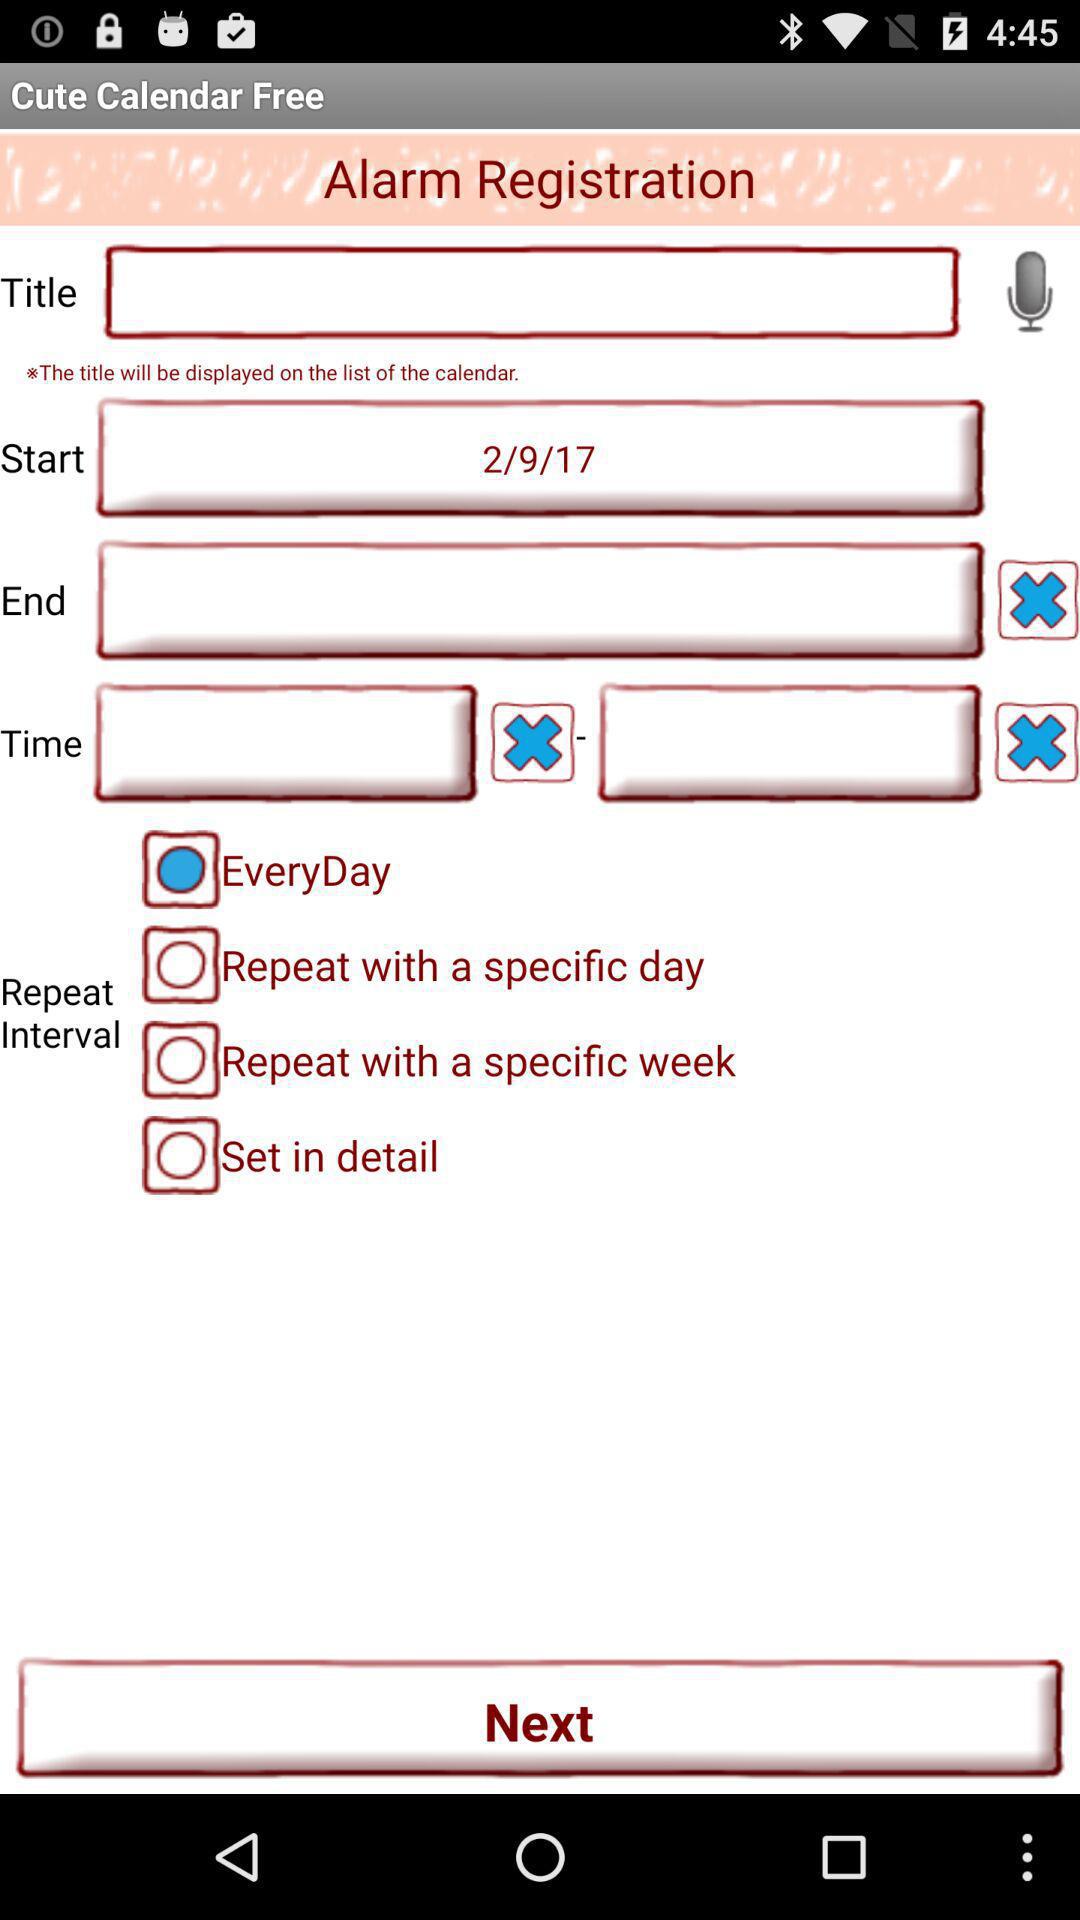 4:45
Cute Calendar Free
Alarm Registration
Title
※The title will be displayed on the list of the calendar.
Start 2/9/17
End
Time -
Repeat Interval
EveryDay
Repeat with a specific day
Repeat with a specific week
Set in detail
Next